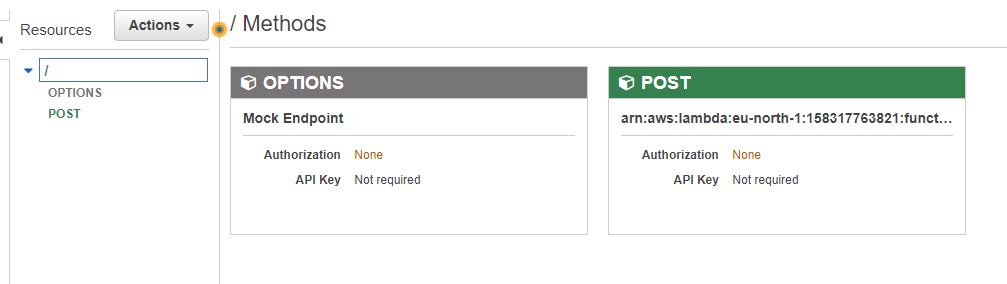 Resources
Actions
/ Methods
/
OPTIONS
POST
OPTIONS
Mock Endpoint
Authorization None
API Key Not required
POST
arn:aws:lambda:eu-north-1:158317763821:funct...
Authorization None
API Key Not required